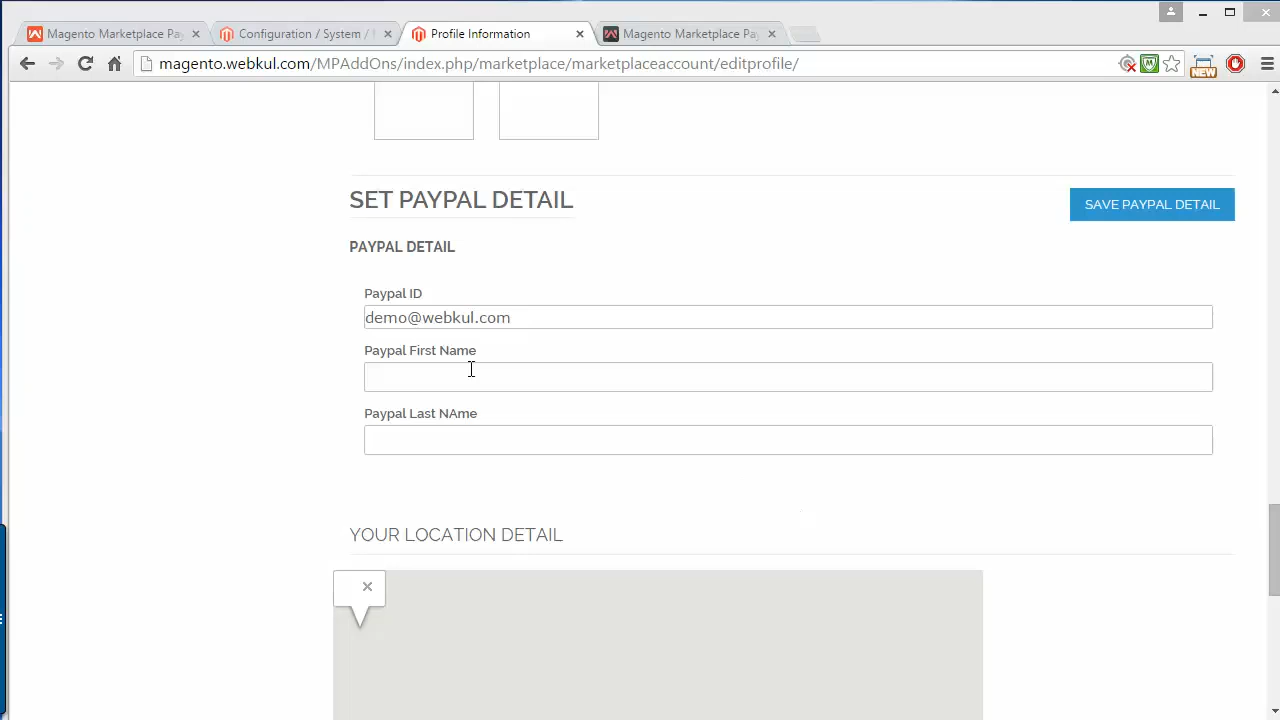 Magento Marketplace Pay
Configuration / System /
Profile Information
Magento Marketplace Pay
magento.webkul.com/MPAddOns/index.php/marketplace/marketplaceaccount/editprofile/
NEW
SET PAYPAL DETAIL
SAVE PAYPAL DETAIL
PAYPAL DETAIL
Paypal ID
demo@webkul.com
Paypal First Name
Paypal Last NAme
YOUR LOCATION DETAIL